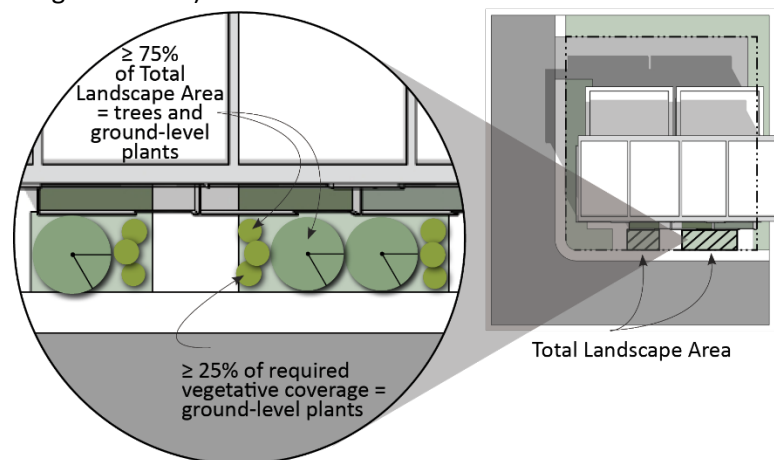 ≥ 75%
of Total
Landscape Area
= trees and
ground-level
plants
≥ 25% of required
vegetative coverage =
ground-level plants
Total Landscape Area